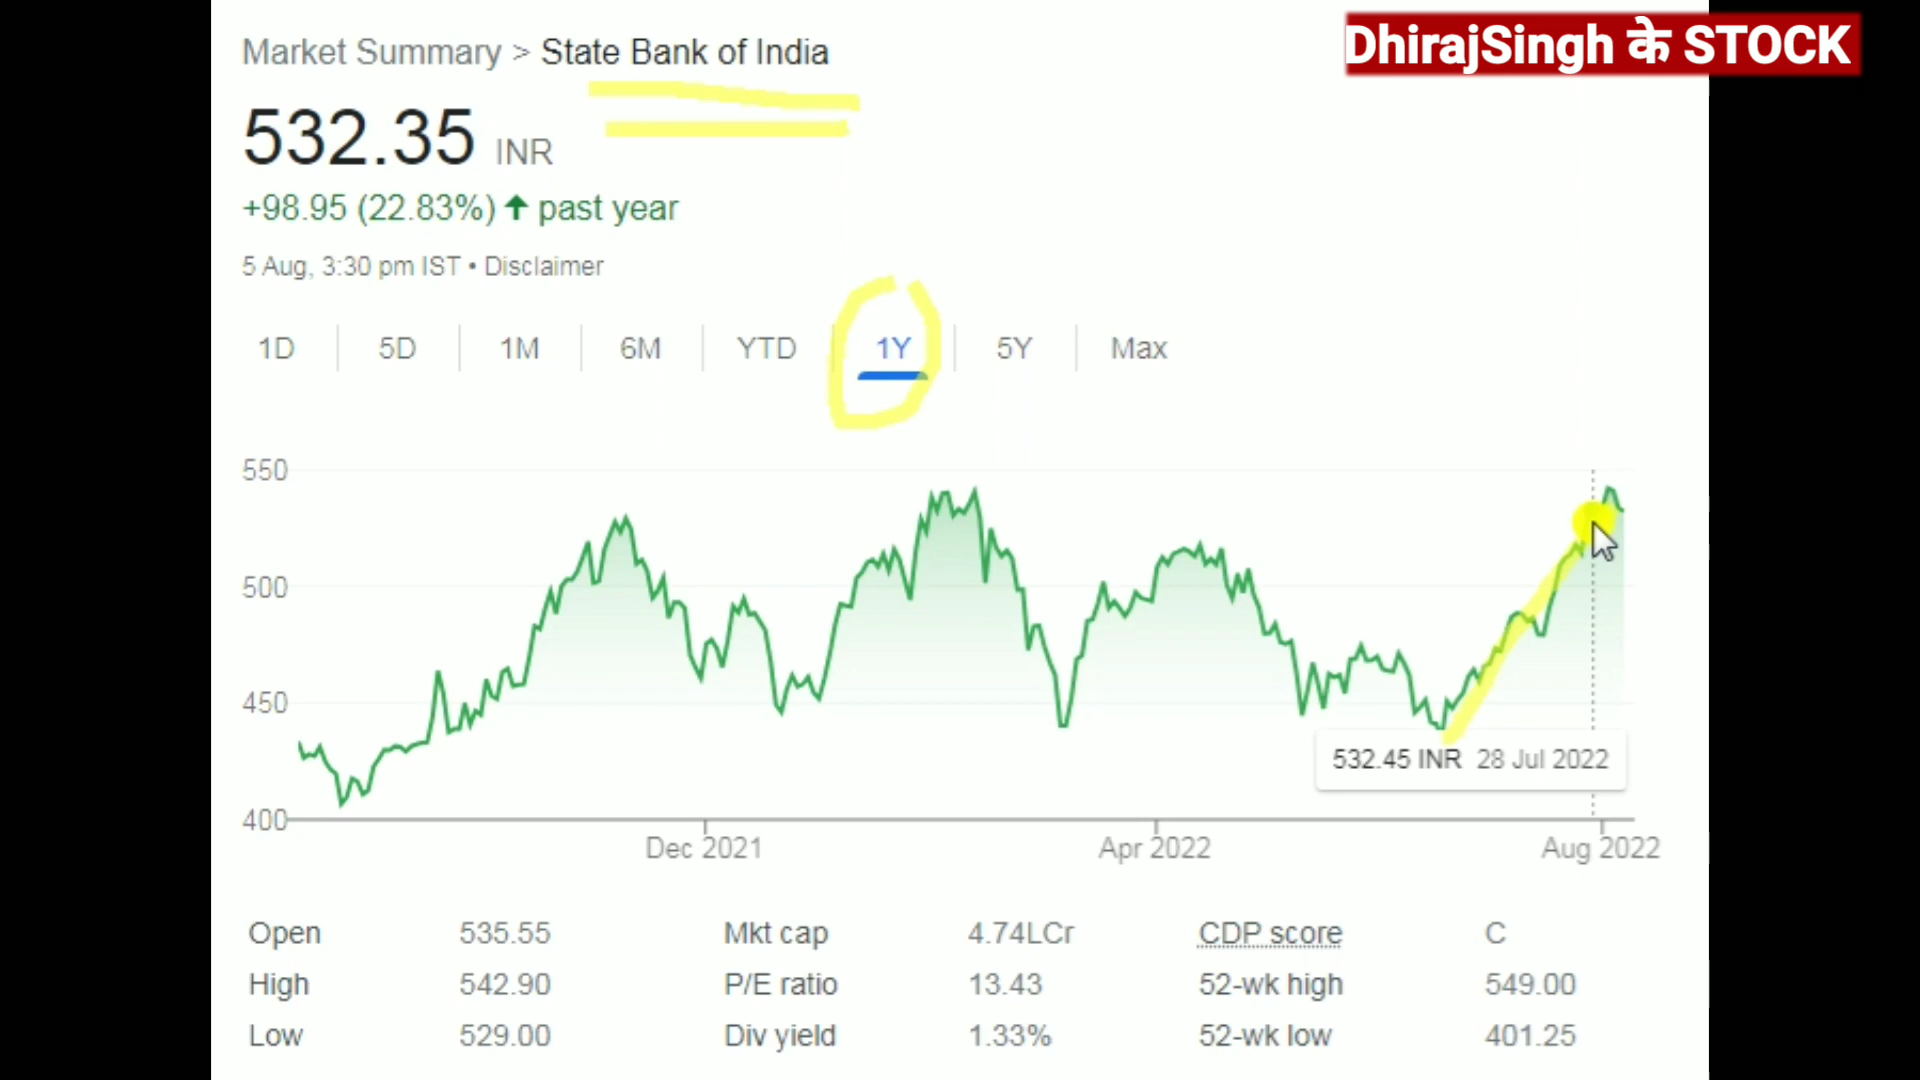 DhirajSingh के STOCK
Market Summary > State Bank of India
532.35 INR
+98.95 (22.83%) ↑ past year
5 Aug, 3:30 pm IST • Disclaimer
1D 5D 1M 6M YTD 1Y 5Y Max
550
500
450
400
532.45 INR 28 Jul 2022
Dec 2021 Apr 2022 Aug 2022
Open 535.55 Mkt cap 4.74LCr CDP score C
High 542.90 P/E ratio 13.43 52-wk high 549.00
Low 529.00 Div yield 1.33% 52-wk low 401.25